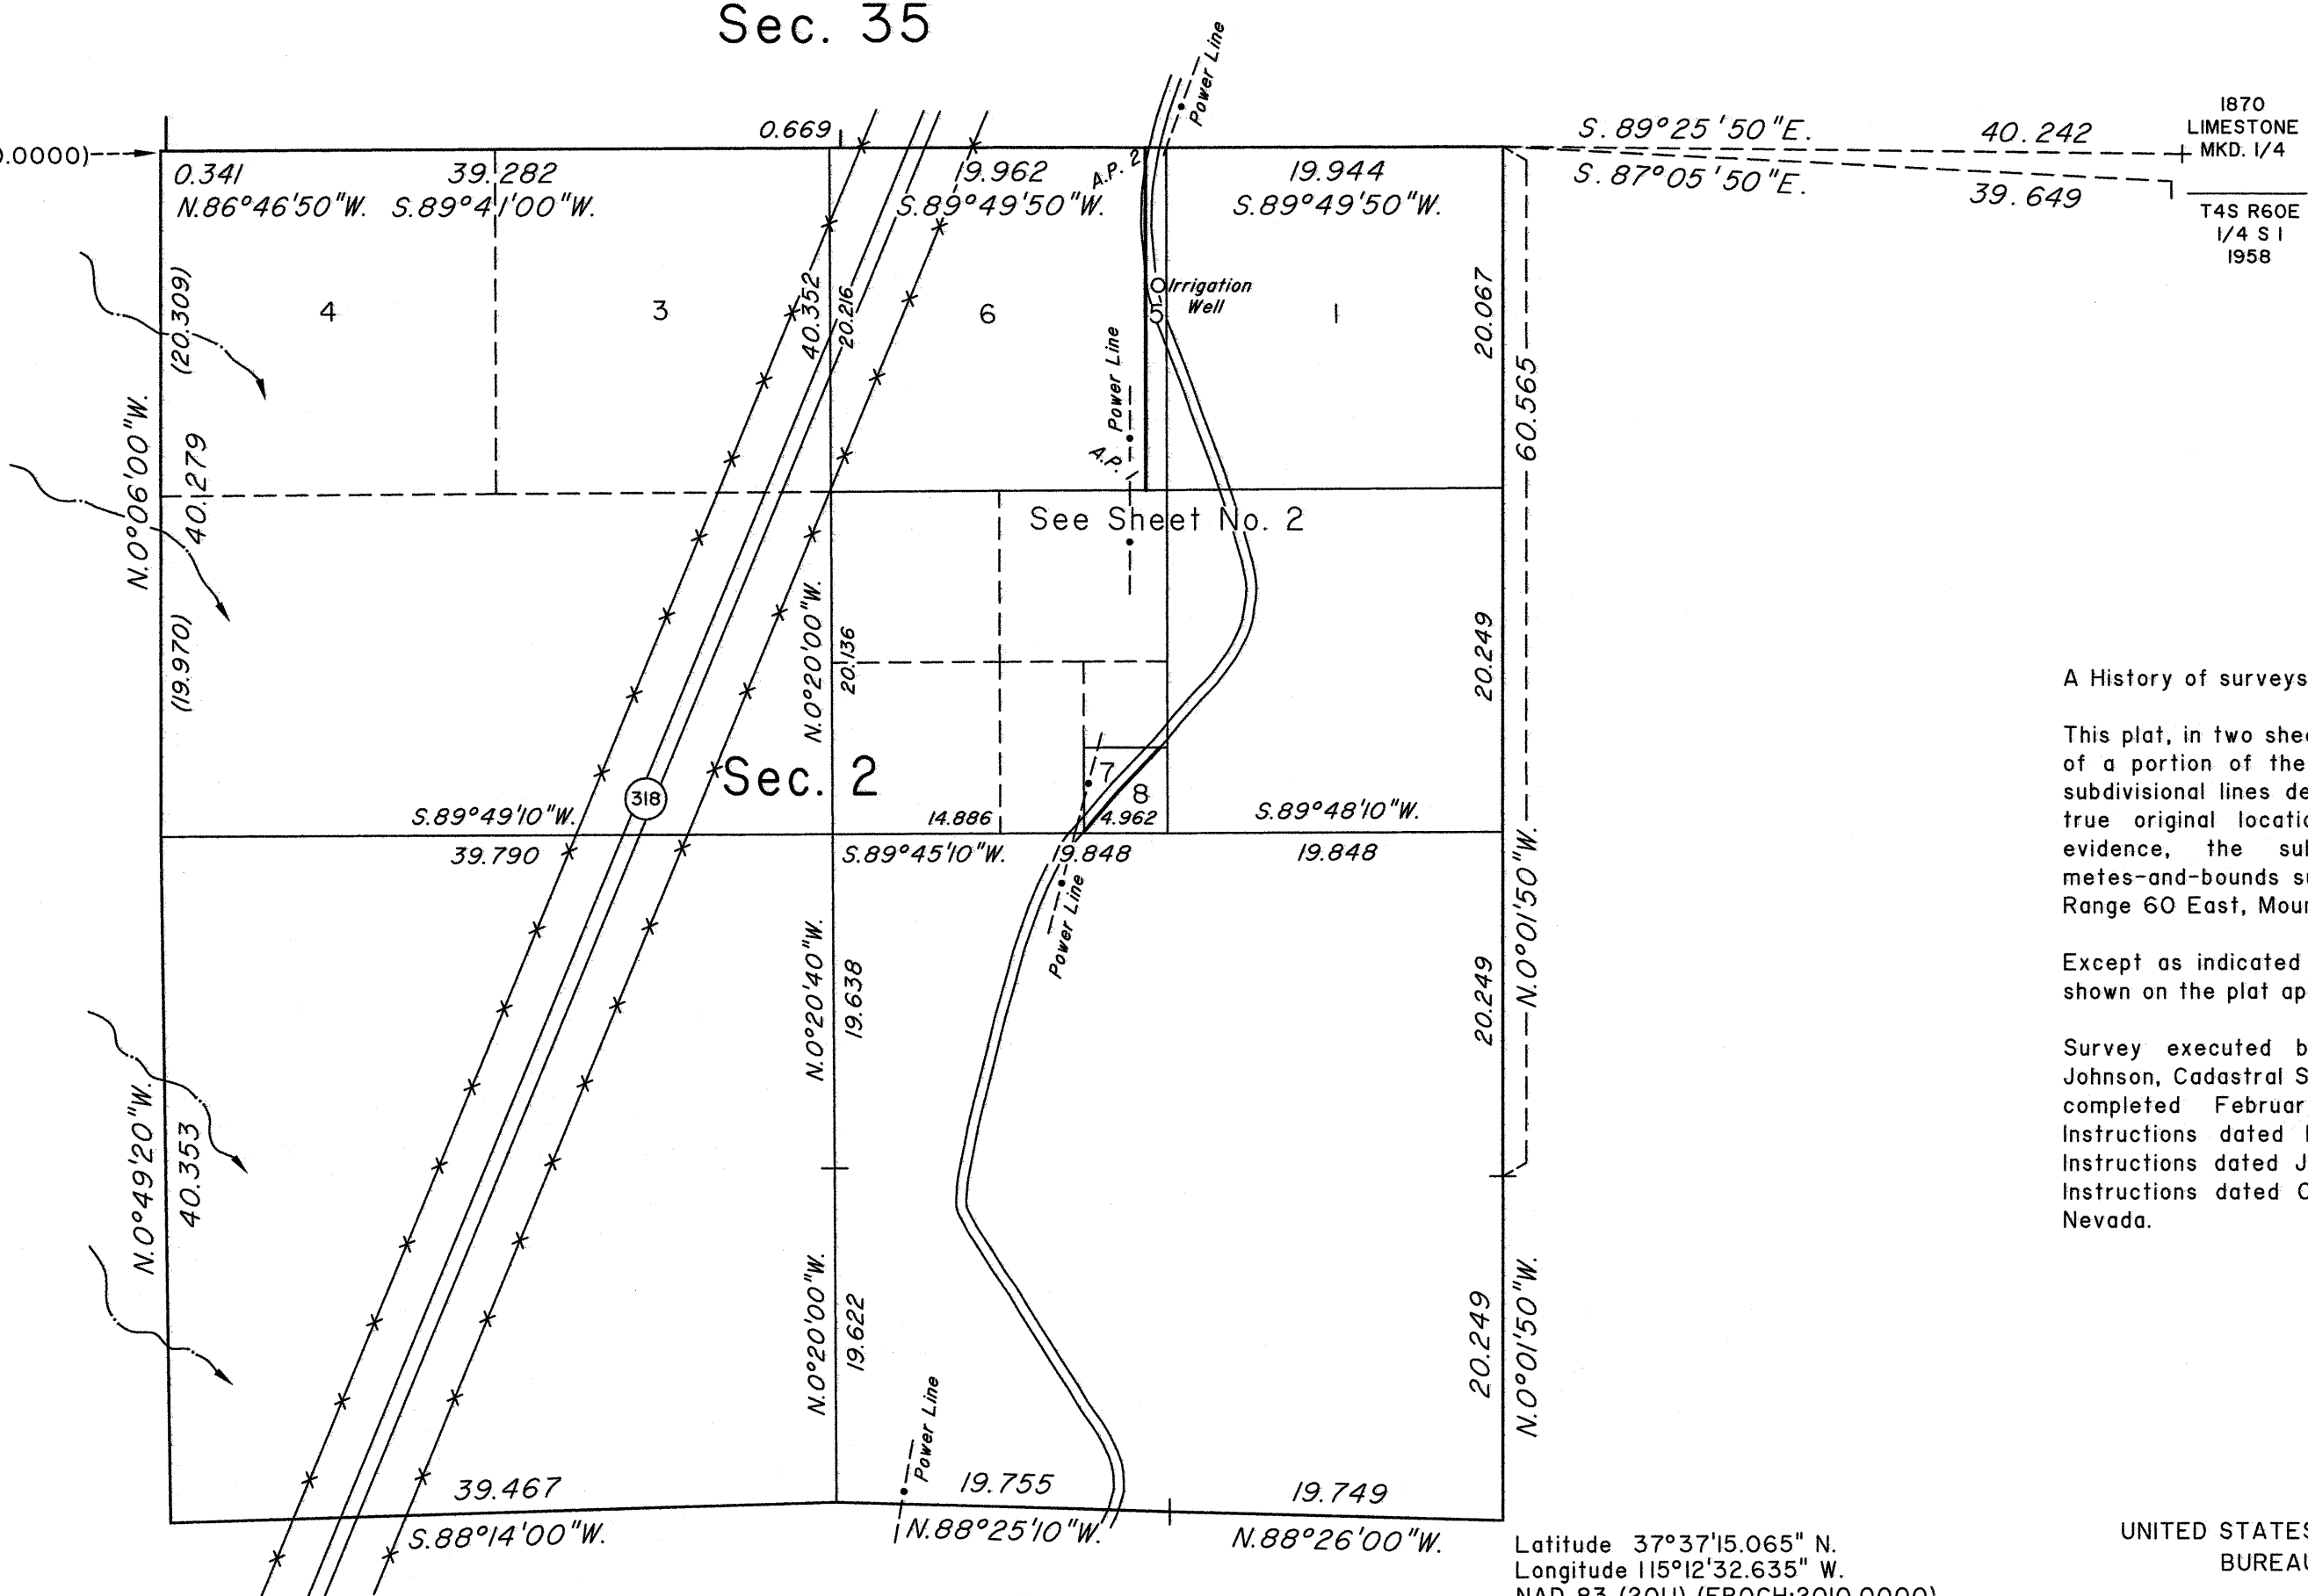 Sec. 35
Power Line
0.0000)
0.669
0.341
39.282
19.962
A.P. 2
19.944
N.86°46'50"W.
S.89°41'00"W.
S.89°49'50"W.
S.89°49'50"W.
S.89°25'50"E.
40.242
S.87°05'50"E.
39.649
1870
LIMESTONE
MKD. 1/4
T4S R60E
1/4 S 1
1958
(20.309)
4
3
40.352
20.216
6
Irrigation
Well
5
1
20.067
60.565
Power Line
A.P. 1
N.0°06'00"W.
40.279
See Sheet No. 2
(19.970)
N.0°20'00"W.
20.136
20.249
Sec. 2
318
7
8
S.89°49'10"W.
14.886
4.962
S.89°48'10"W.
39.790
S.89°45'10"W.
19.848
19.848
Power Line
N.0°01'50"W.
N.0°20'40"W.
19.638
20.249
N.0°49'20"W.
40.353
N.0°20'00"W.
19.622
20.249
N.0°01'50"W.
Power Line
39.467
19.755
19.749
S.88°14'00"W.
N.88°25'10"W.
N.88°26'00"W.
Latitude 37°37'15.065" N.
Longitude 115°12'32.635" W.
NAD 83 (2011) (EPOCH:2010.0000)
A History of surveys
This plat, in two shee
of a portion of the
subdivisional lines de
true original locatio
evidence, the sul
metes-and-bounds su
Range 60 East, Moun
Except as indicated
shown on the plat ap
Survey executed b
Johnson, Cadastral S
completed Februar
Instructions dated
Instructions dated J
Instructions dated
Nevada.
UNITED STATES
BUREAU